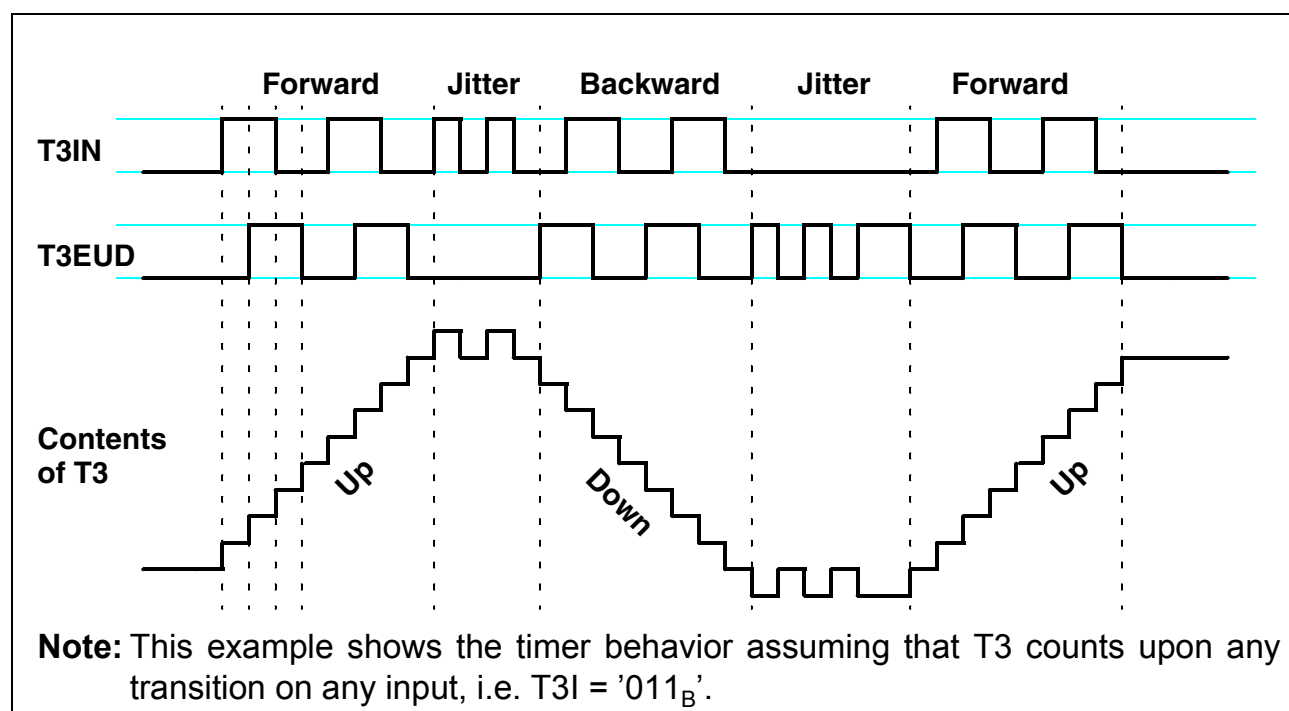 Forward Jitter Backward Jitter Forward
T3IN
T3EUD
Contents
of T3
Up
Down
Up
Note: This example shows the timer behavior assuming that T3 counts upon any
transition on any input, i.e. T3I = '011B'.